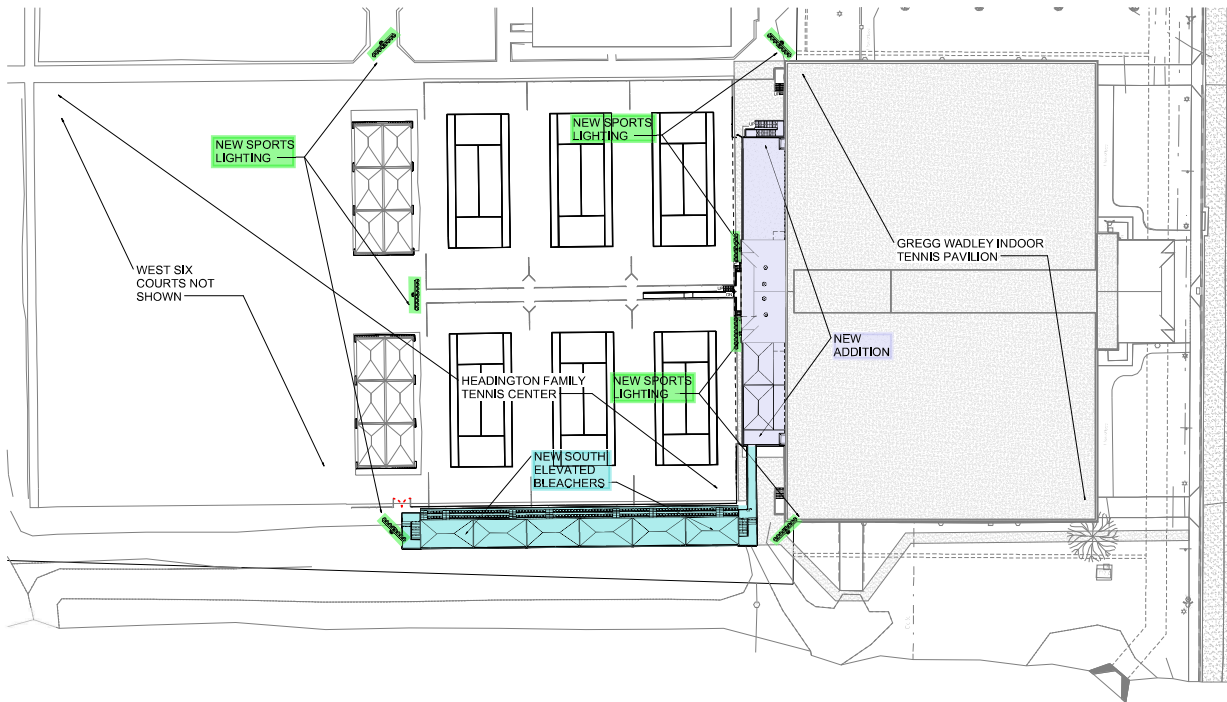 NEW SPORTS
LIGHTING
NEW SPORTS
LIGHTING
WEST SIX
COURTS NOT
SHOWN
GREGG WADLEY INDOOR
TENNIS PAVILION
NEW
ADDITION
HEADINGTON FAMILY
TENNIS CENTER
NEW SPORTS
LIGHTING
NEW SOUTH
ELEVATED
BLEACHERS